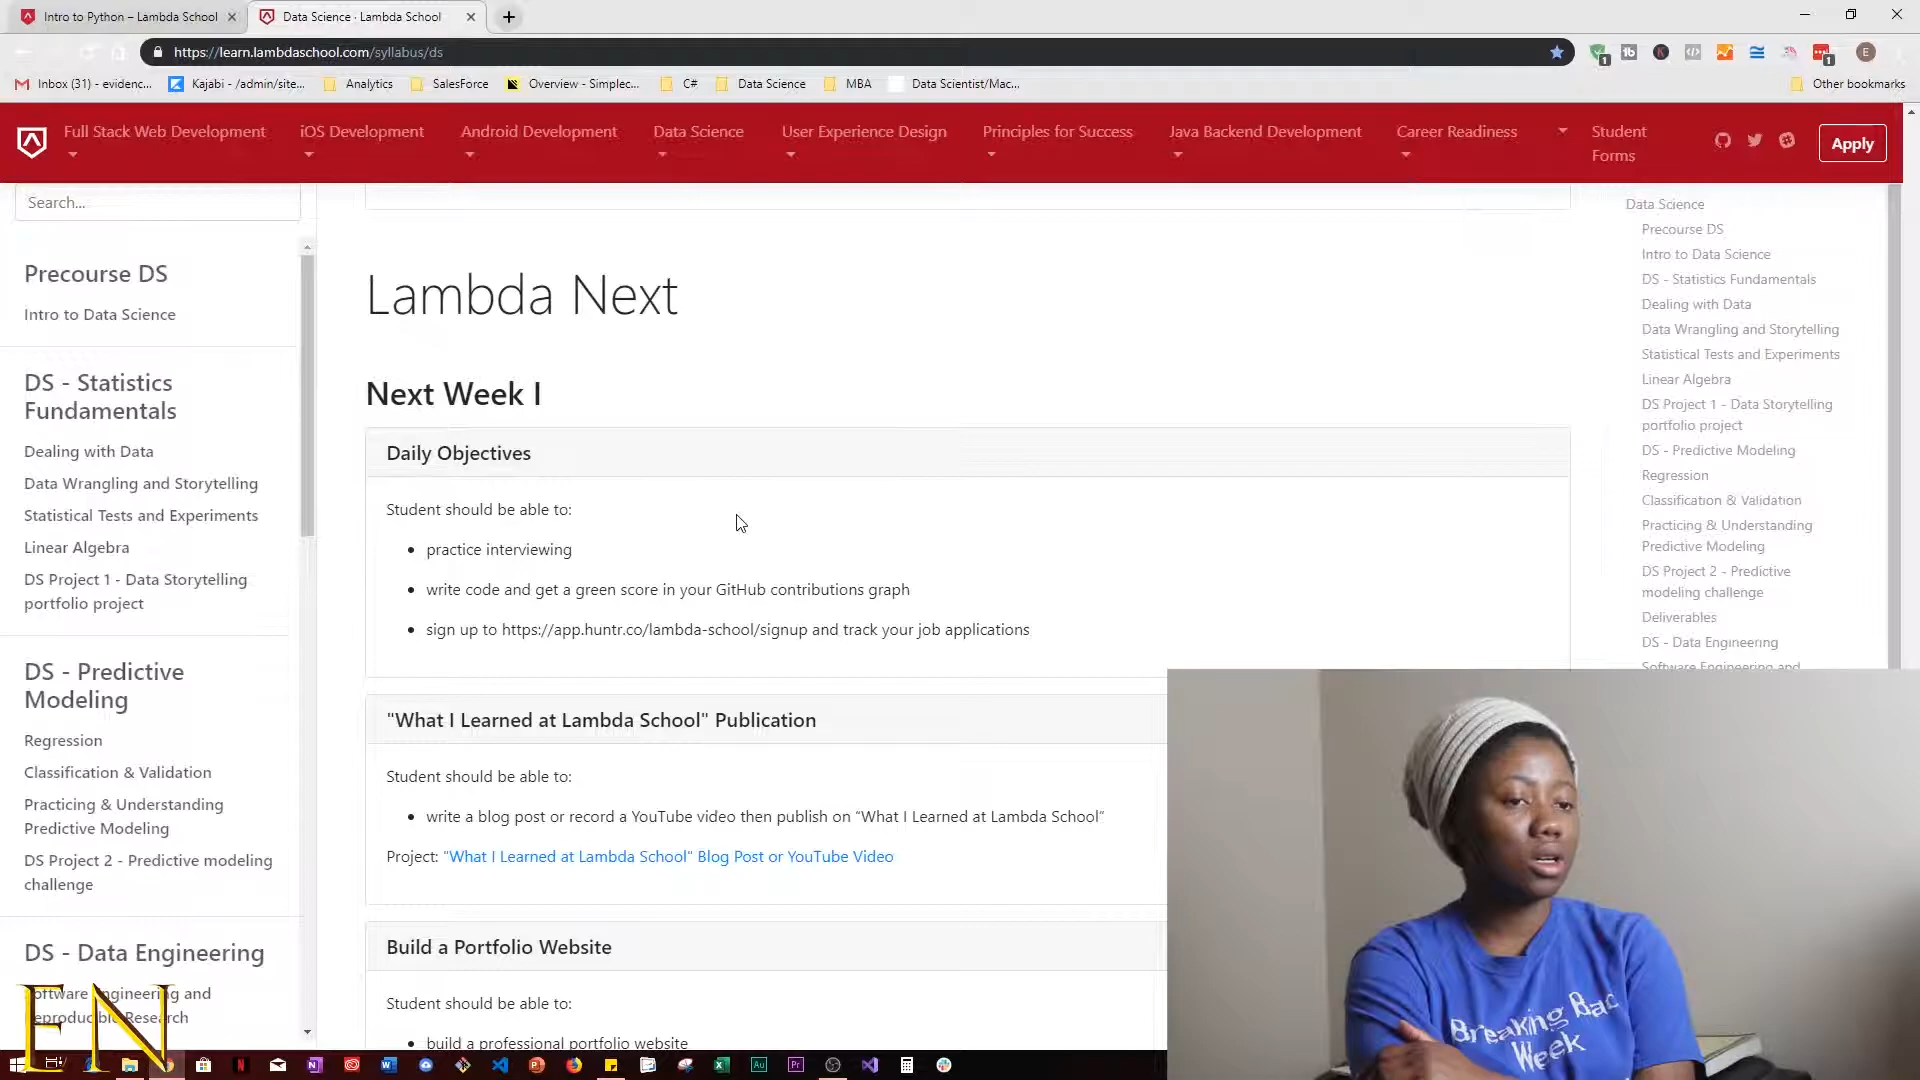 Intro to Python – Lambda School
Data Science · Lambda School
https://learn.lambdaschool.com/syllabus/ds
Inbox (31) - evidenc...
Kajabi - /admin/site...
Analytics
SalesForce
Overview - Simplec...
C#
Data Science
MBA
Data Scientist/Mac...
Other bookmarks
Full Stack Web Development
iOS Development
Android Development
Data Science
User Experience Design
Principles for Success
Java Backend Development
Career Readiness
Student
Forms
Apply
Search...
Precourse DS
Intro to Data Science
DS - Statistics
Fundamentals
Dealing with Data
Data Wrangling and Storytelling
Statistical Tests and Experiments
Linear Algebra
DS Project 1 - Data Storytelling
portfolio project
DS - Predictive
Modeling
Regression
Classification & Validation
Practicing & Understanding
Predictive Modeling
DS Project 2 - Predictive modeling
challenge
DS - Data Engineering
Software Engineering and
Reproducible Research
EN
Lambda Next
Next Week I
Daily Objectives
Student should be able to:
practice interviewing
write code and get a green score in your GitHub contributions graph
sign up to https://app.huntr.co/lambda-school/signup and track your job applications
"What I Learned at Lambda School" Publication
Student should be able to:
write a blog post or record a YouTube video then publish on “What I Learned at Lambda School”
Project: "What I Learned at Lambda School" Blog Post or YouTube Video
Build a Portfolio Website
Student should be able to:
build a professional portfolio website
Data Science
Precourse DS
Intro to Data Science
DS - Statistics Fundamentals
Dealing with Data
Data Wrangling and Storytelling
Statistical Tests and Experiments
Linear Algebra
DS Project 1 - Data Storytelling
portfolio project
DS - Predictive Modeling
Regression
Classification & Validation
Practicing & Understanding
Predictive Modeling
DS Project 2 - Predictive
modeling challenge
Deliverables
DS - Data Engineering
Software Engineering and
Breaking Bad
Week